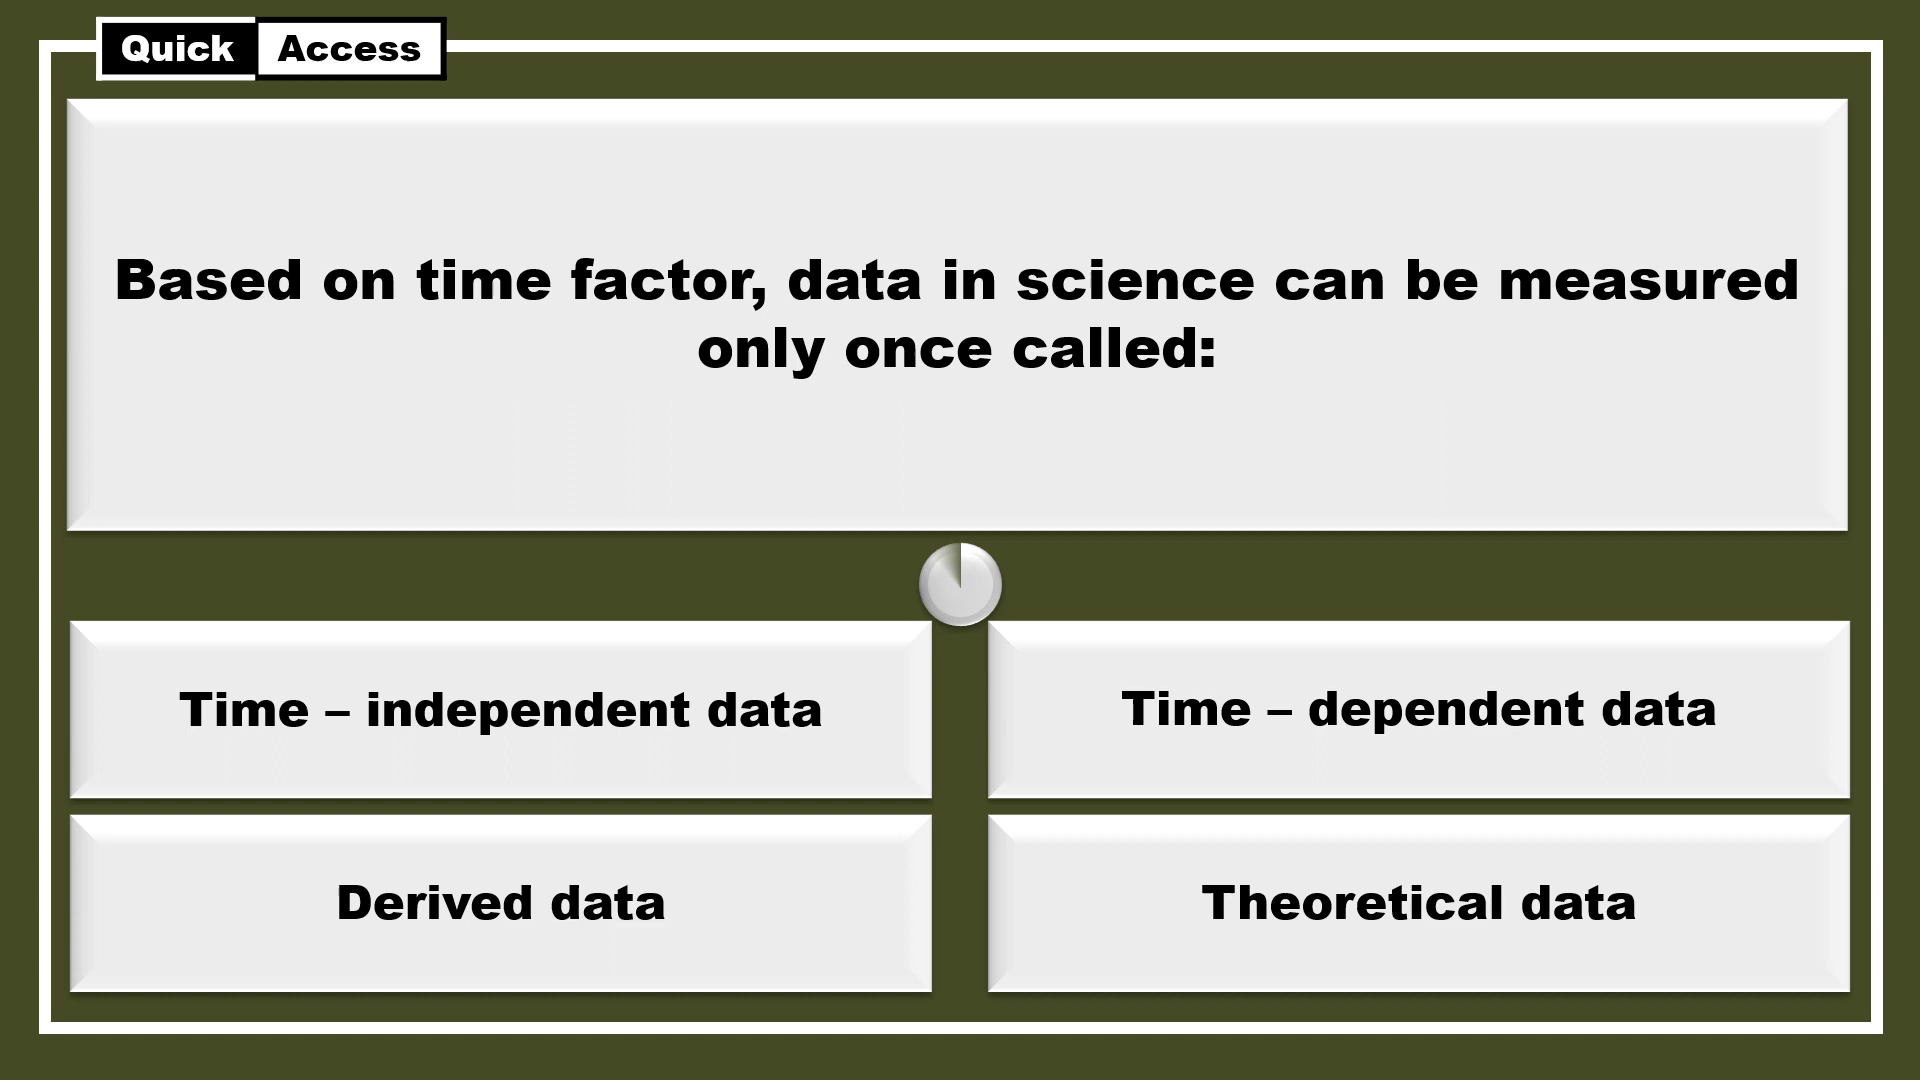 Quick Access
Based on time factor, data in science can be measured
only once called:
Time – independent data
Time – dependent data
Derived data
Theoretical data